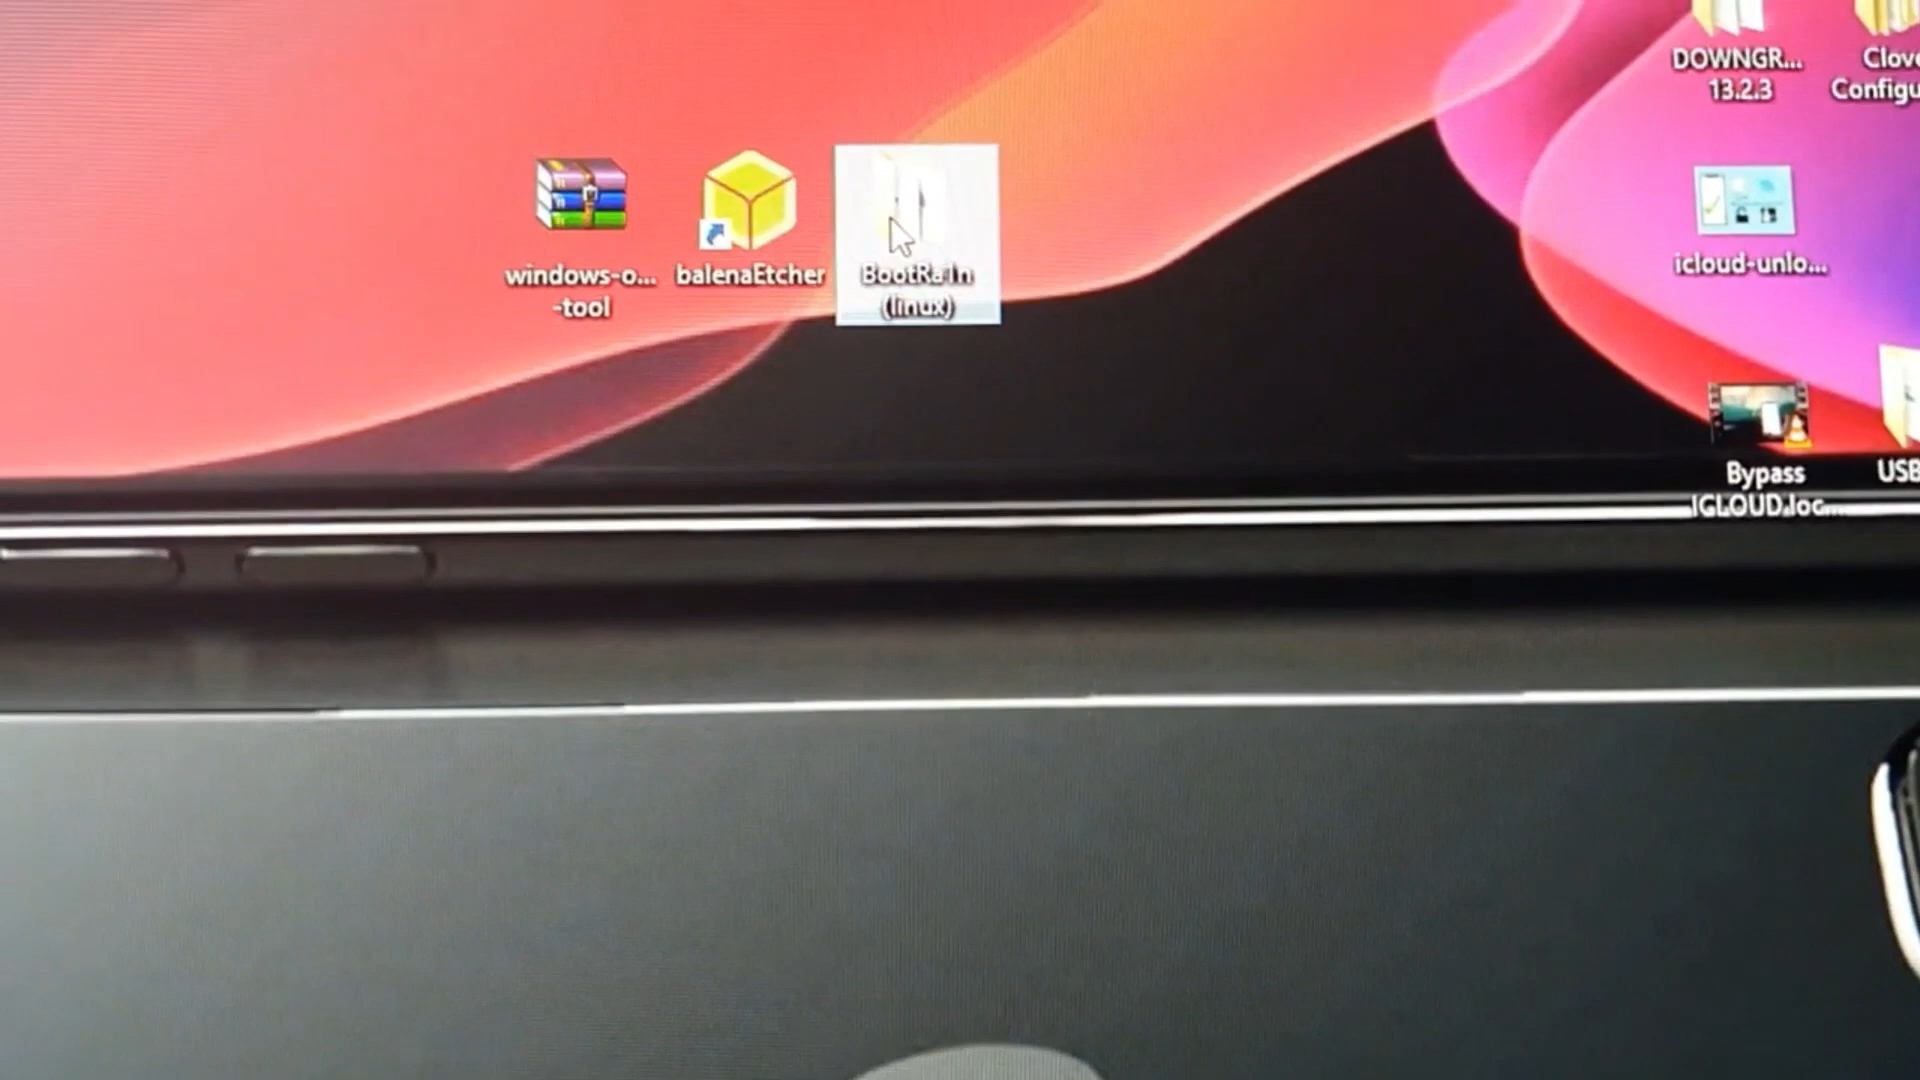 DOWNGR...
13.2.3
Clove
Configu
windows-o...
-tool
balenaEtcher
BootRa1n
(linux)
icloud-unlo...
Bypass
ICLOUD.loc...
USB